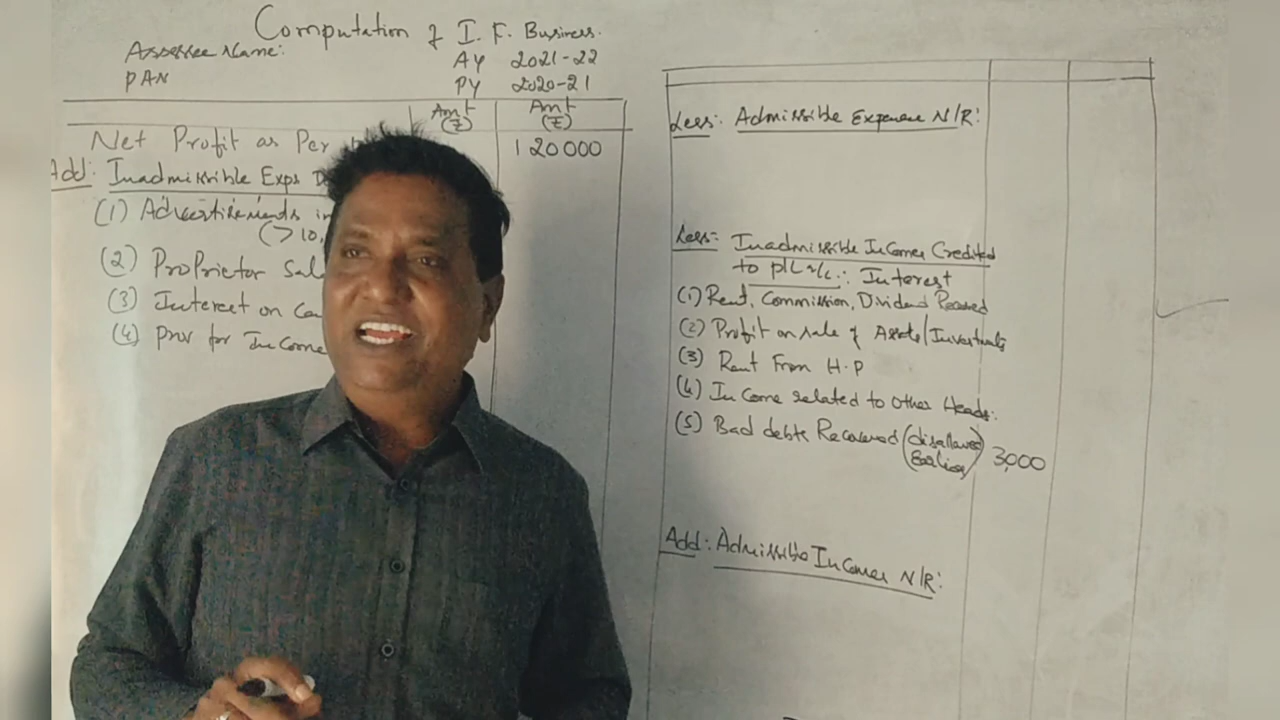 Computation of I. F. Business.
Assessee Name:
AY 2021-22
PAN
PY 2020-21
Amt (₹)
Amt (₹)
Net Profit as Per
120000
Add: Inadmissible Exps D
(1) Advertisements in
(>10,
(2) Proprietor Sal
(3) Interest on Ca
(4) Prov for Income
Less: Admissible Expense N/R:
Less:- Inadmissible Incomes Credited
to P/L a/c:. Interest
(1) Rent, Commission, Dividend Received
(2) Profit on sale of Assets/Investments
(3) Rent From H.P
(4) Income related to Other Heads:.
(5) Bad debts Recovered (disallowed
Earlier) 3000
Add: Admissible Incomes N/R: